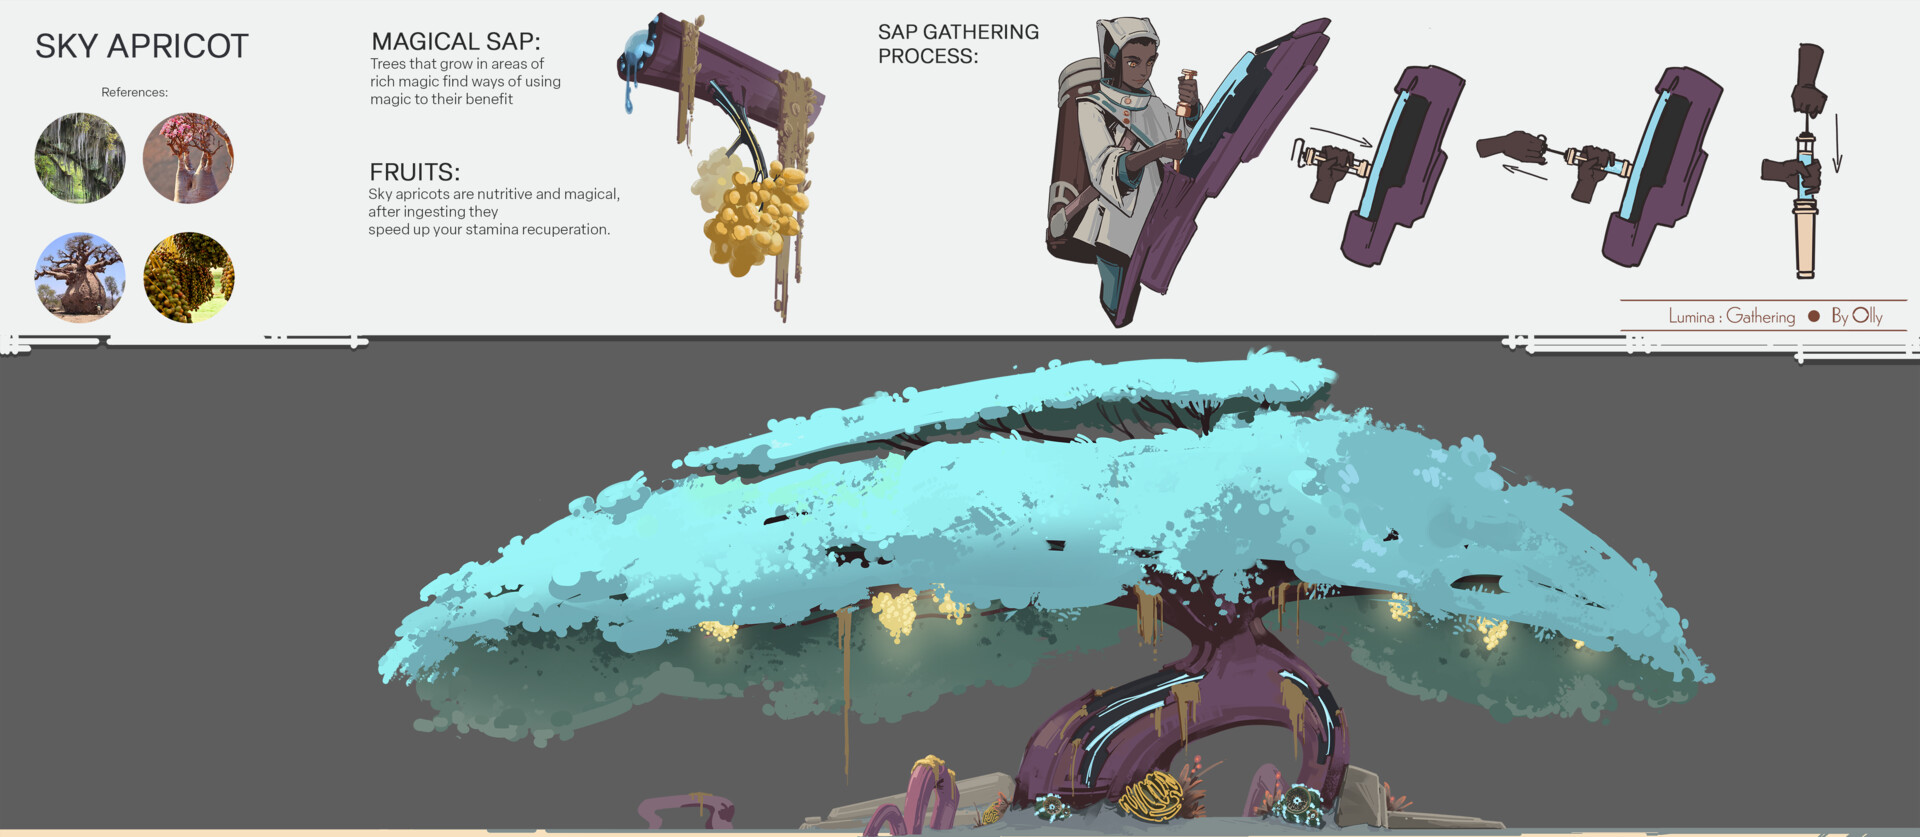 SKY APRICOT
References:
MAGICAL SAP:
Trees that grow in areas of
rich magic find ways of using
magic to their benefit
FRUITS:
Sky apricots are nutritive and magical,
after ingesting they
speed up your stamina recuperation.
SAP GATHERING
PROCESS:
Lumina : Gathering ● By Olly